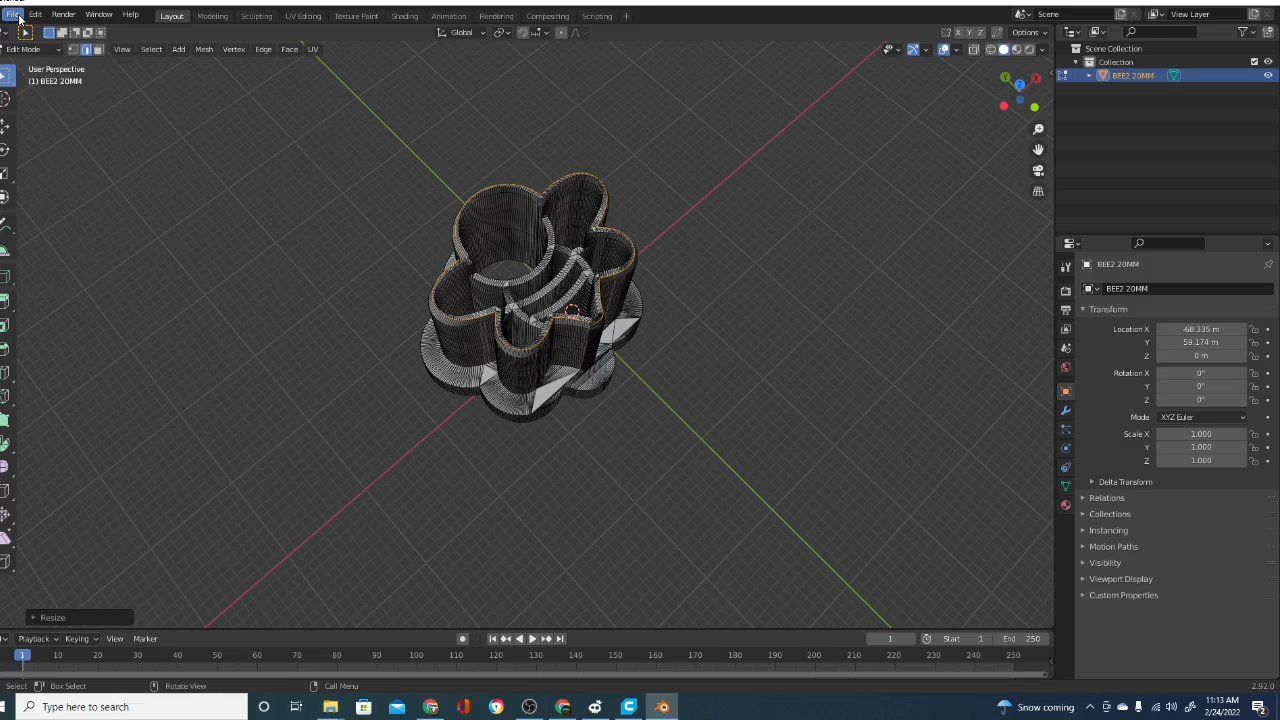 File Edit Render Window Help Layout Modeling Sculpting UV Editing Texture Paint Shading Animation Rendering Compositing Scripting + Scene View Layer
Global X Y Z Options
Edit Mode View Select Add Mesh Vertex Edge Face UV
Scene Collection
Collection
BEE2 20MM
User Perspective
(1) BEE2 20MM
Y Z X
BEE2 20MM
BEE2 20MM
Transform
Location X -68.335 m
Y 59.174 m
Z 0 m
Rotation X 0°
Y 0°
Z 0°
Mode XYZ Euler
Scale X 1.000
Y 1.000
Z 1.000
Delta Transform
Relations
Collections
Instancing
Motion Paths
Visibility
Viewport Display
Custom Properties
Resize
Playback Keying View Marker 1 Start 1 End 250
1 10 20 30 40 50 60 70 80 90 100 110 120 130 140 150 160 170 180 190 200 210 220 230 240 250
Select Box Select Rotate View Call Menu 2.92.0
Type here to search Snow coming 11:13 AM
2/24/2022 2